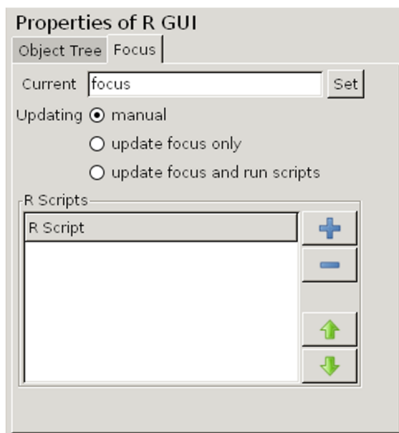 Properties of R GUI
Object Tree Focus
Current focus Set
Updating manual
update focus only
update focus and run scripts
R Scripts
R Script